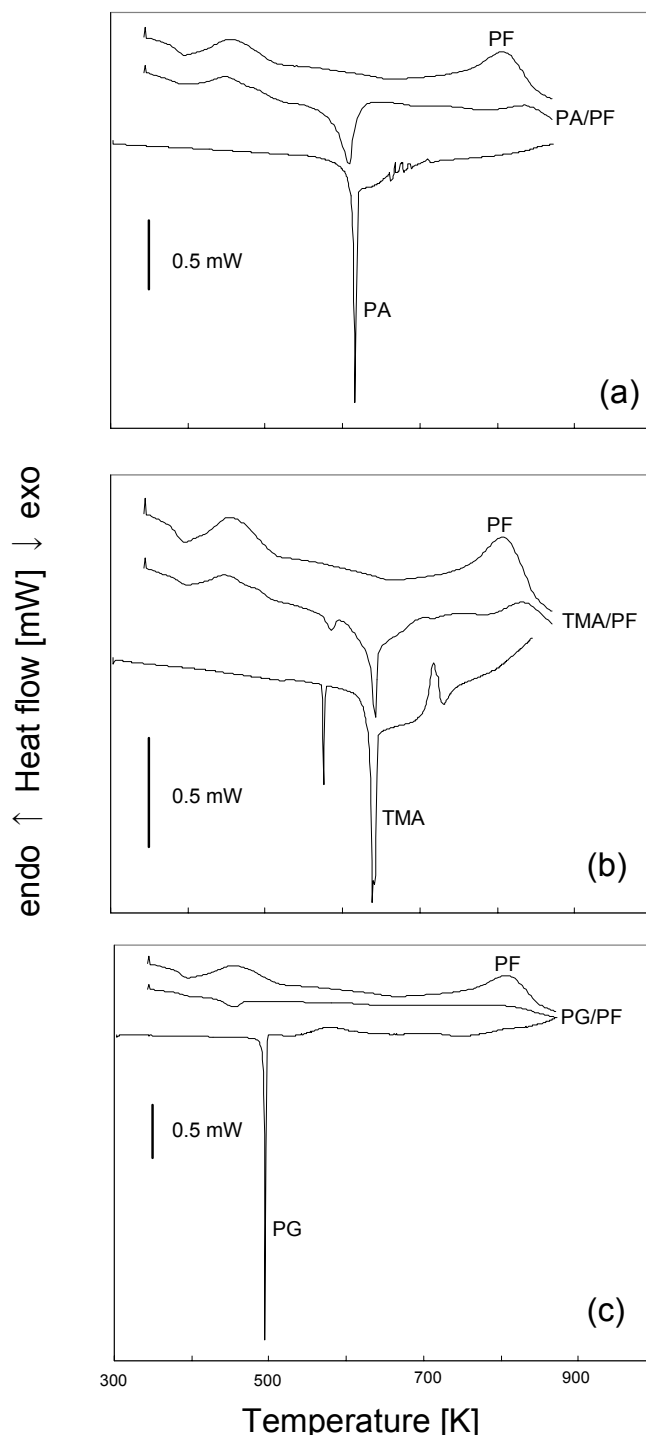 PF
PA/PF
0.5 mW
PA
(a)
endo ↑ Heat flow [mW] ↓ exo
PF
TMA/PF
0.5 mW
TMA
(b)
PF
PG/PF
0.5 mW
PG
(c)
300 500 700 900
Temperature [K]